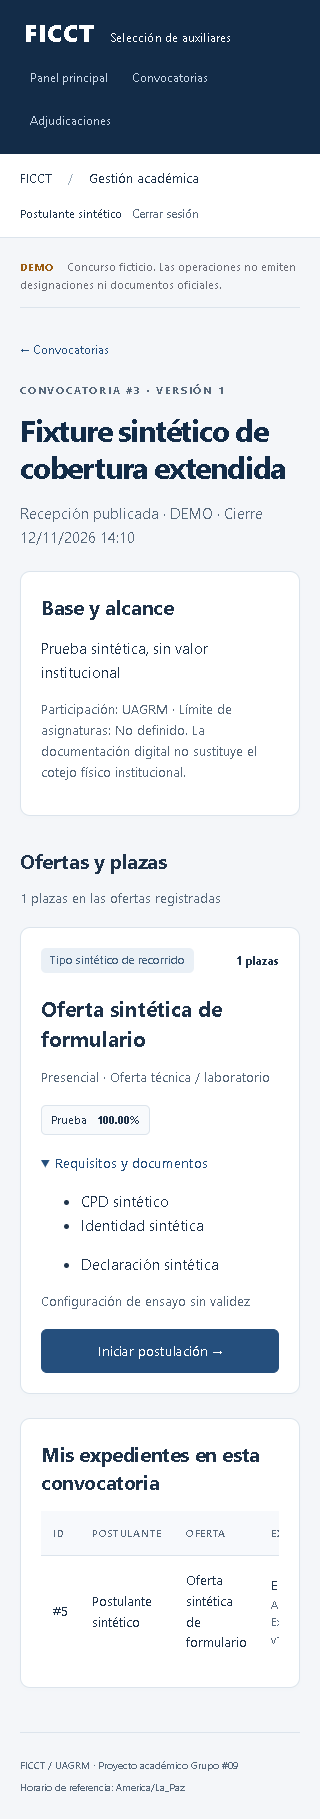 FICCT Selección de auxiliares
Panel principal Convocatorias
Adjudicaciones
FICCT / Gestión académica
Postulante sintético Cerrar sesión
DEMO Concurso ficticio. Las operaciones no emiten
designaciones ni documentos oficiales.
← Convocatorias
CONVOCATORIA #3 · VERSIÓN 1
Fixture sintético de
cobertura extendida
Recepción publicada · DEMO · Cierre
12/11/2026 14:10
Base y alcance
Prueba sintética, sin valor
institucional
Participación: UAGRM · Límite de
asignaturas: No definido. La
documentación digital no sustituye el
cotejo físico institucional.
Ofertas y plazas
1 plazas en las ofertas registradas
Tipo sintético de recorrido 1 plazas
Oferta sintética de
formulario
Presencial · Oferta técnica / laboratorio
Prueba 100.00%
▼ Requisitos y documentos
• CPD sintético
• Identidad sintética
• Declaración sintética
Configuración de ensayo sin validez
Iniciar postulación →
Mis expedientes en esta
convocatoria
ID POSTULANTE OFERTA
#5 Postulante sintético Oferta sintética de formulario
FICCT / UAGRM · Proyecto académico Grupo #09
Horario de referencia: America/La_Paz